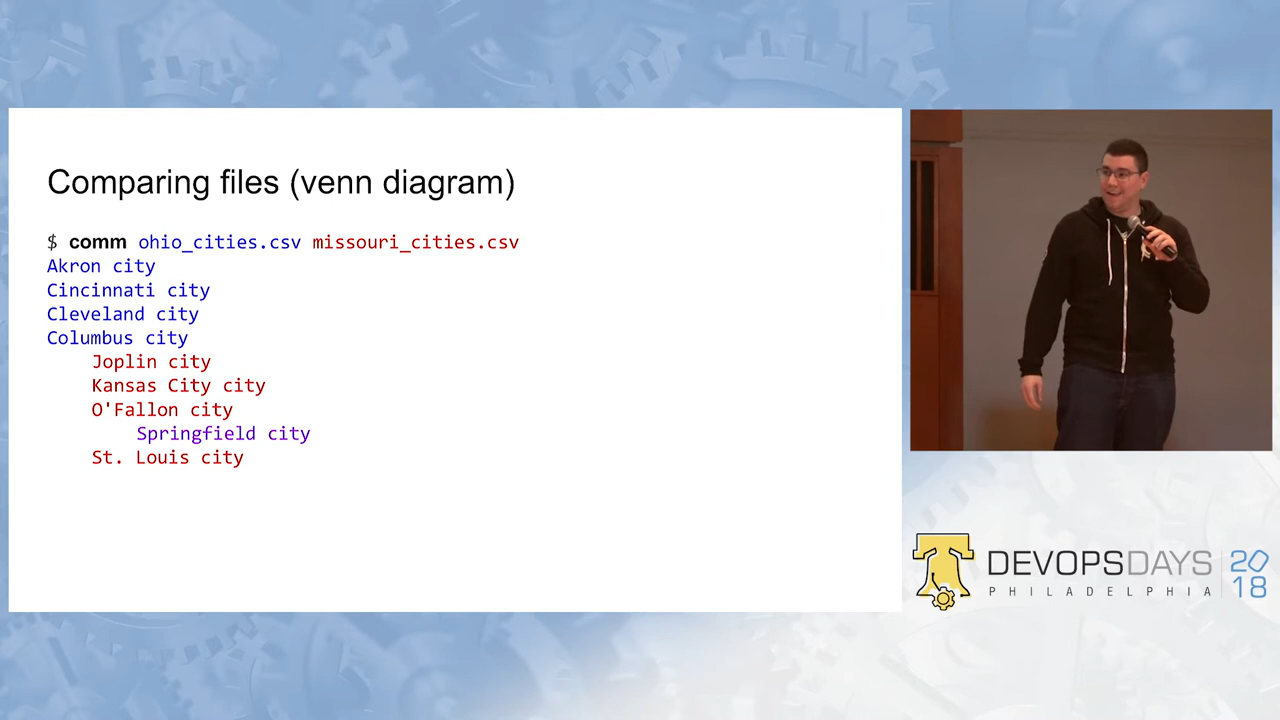 Comparing files (venn diagram)
$ comm ohio_cities.csv missouri_cities.csv
Akron city
Cincinnati city
Cleveland city
Columbus city
Joplin city
Kansas City city
O'Fallon city
Springfield city
St. Louis city
DEVOPSDAYS
PHILADELPHIA
20
18